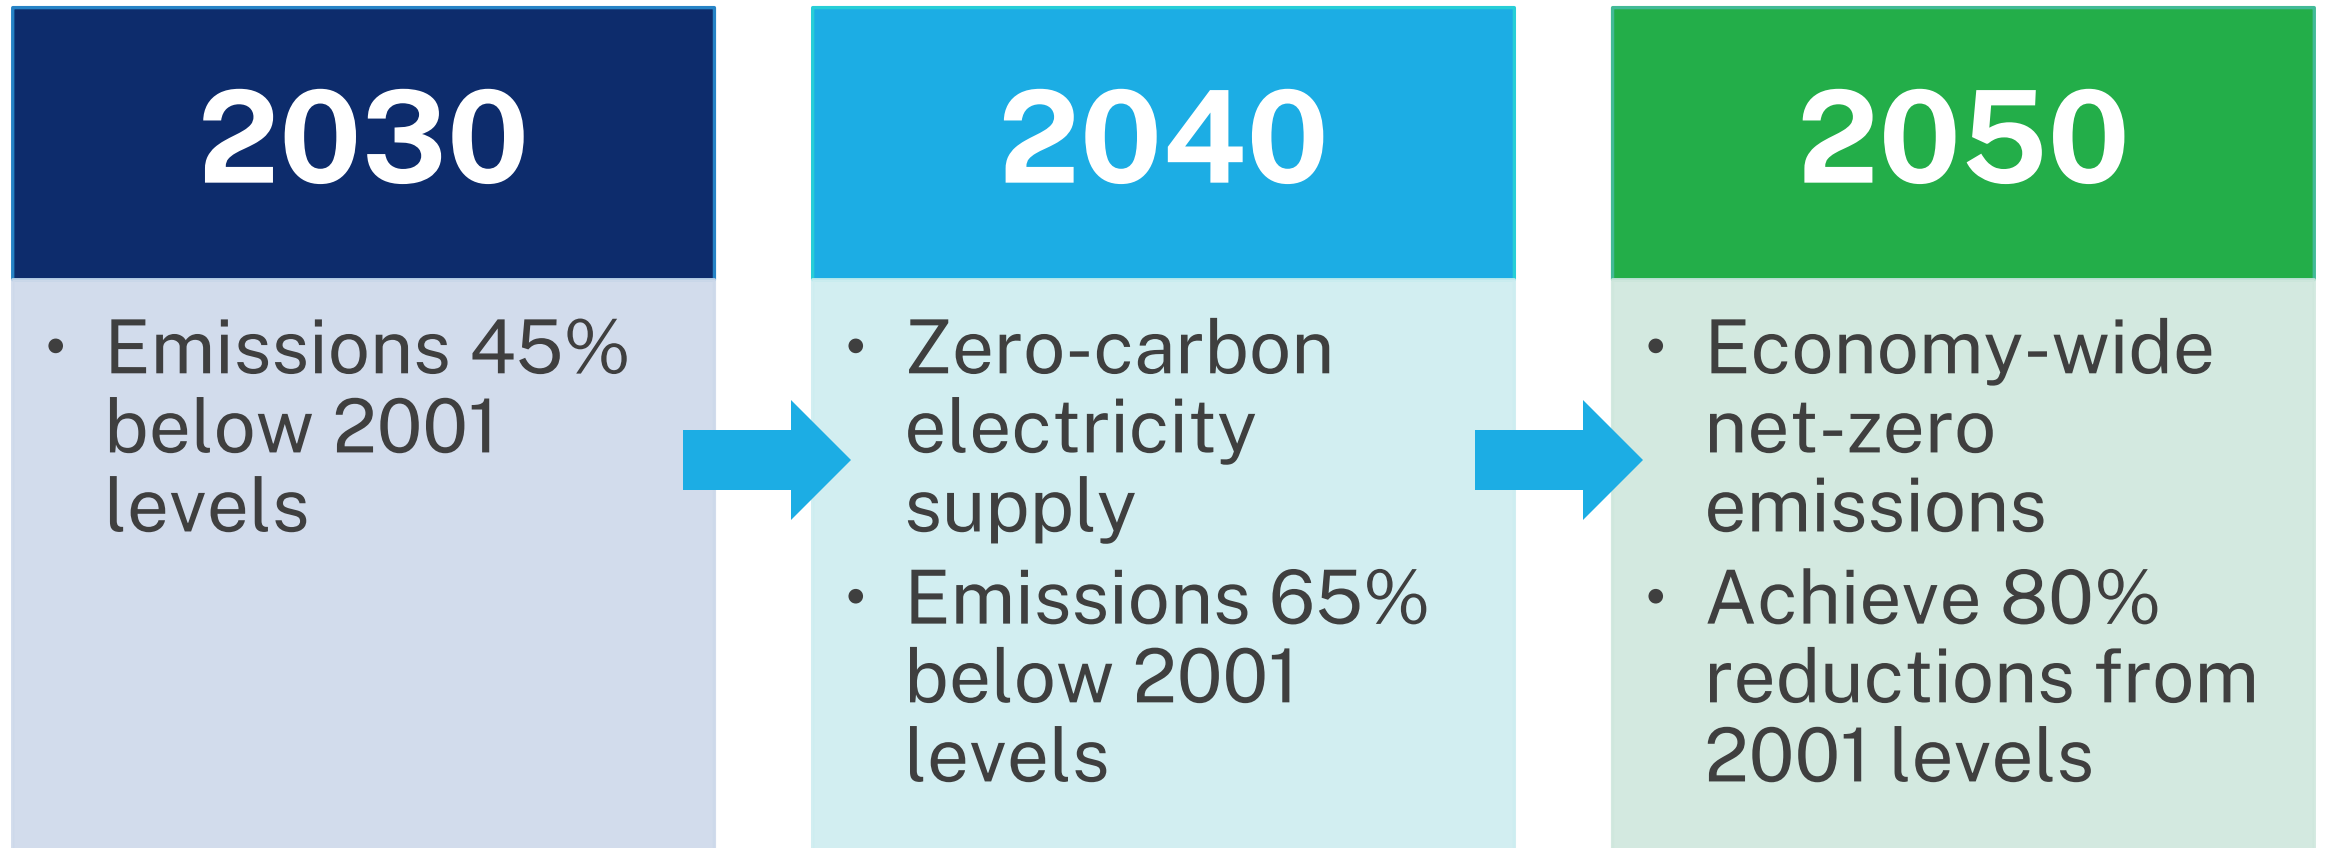 2030
• Emissions 45%
below 2001
levels
2040
• Zero-carbon
electricity
supply
• Emissions 65%
below 2001
levels
2050
• Economy-wide
net-zero
emissions
• Achieve 80%
reductions from
2001 levels